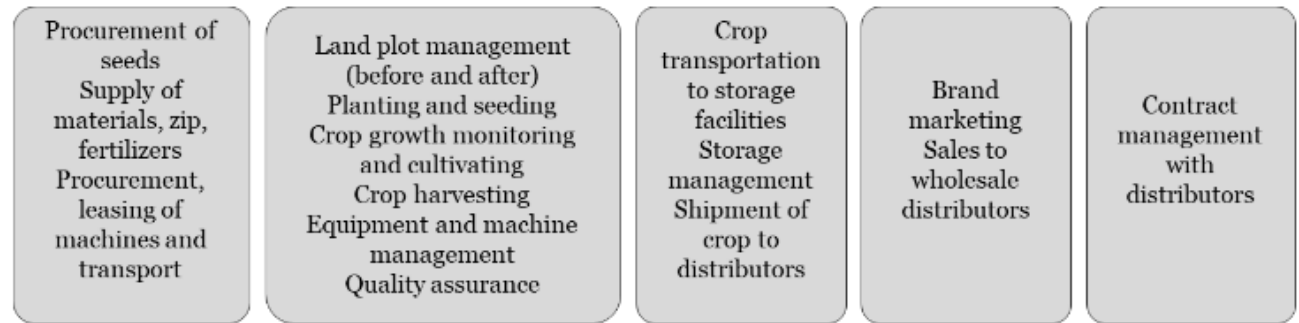 Procurement of
seeds
Supply of
materials, zip,
fertilizers
Procurement,
leasing of
machines and
transport
Land plot management
(before and after)
Planting and seeding
Crop growth monitoring
and cultivating
Crop harvesting
Equipment and machine
management
Quality assurance
Crop
transportation
to storage
facilities
Storage
management
Shipment of
crop to
distributors
Brand
marketing
Sales to
wholesale
distributors
Contract
management
with
distributors